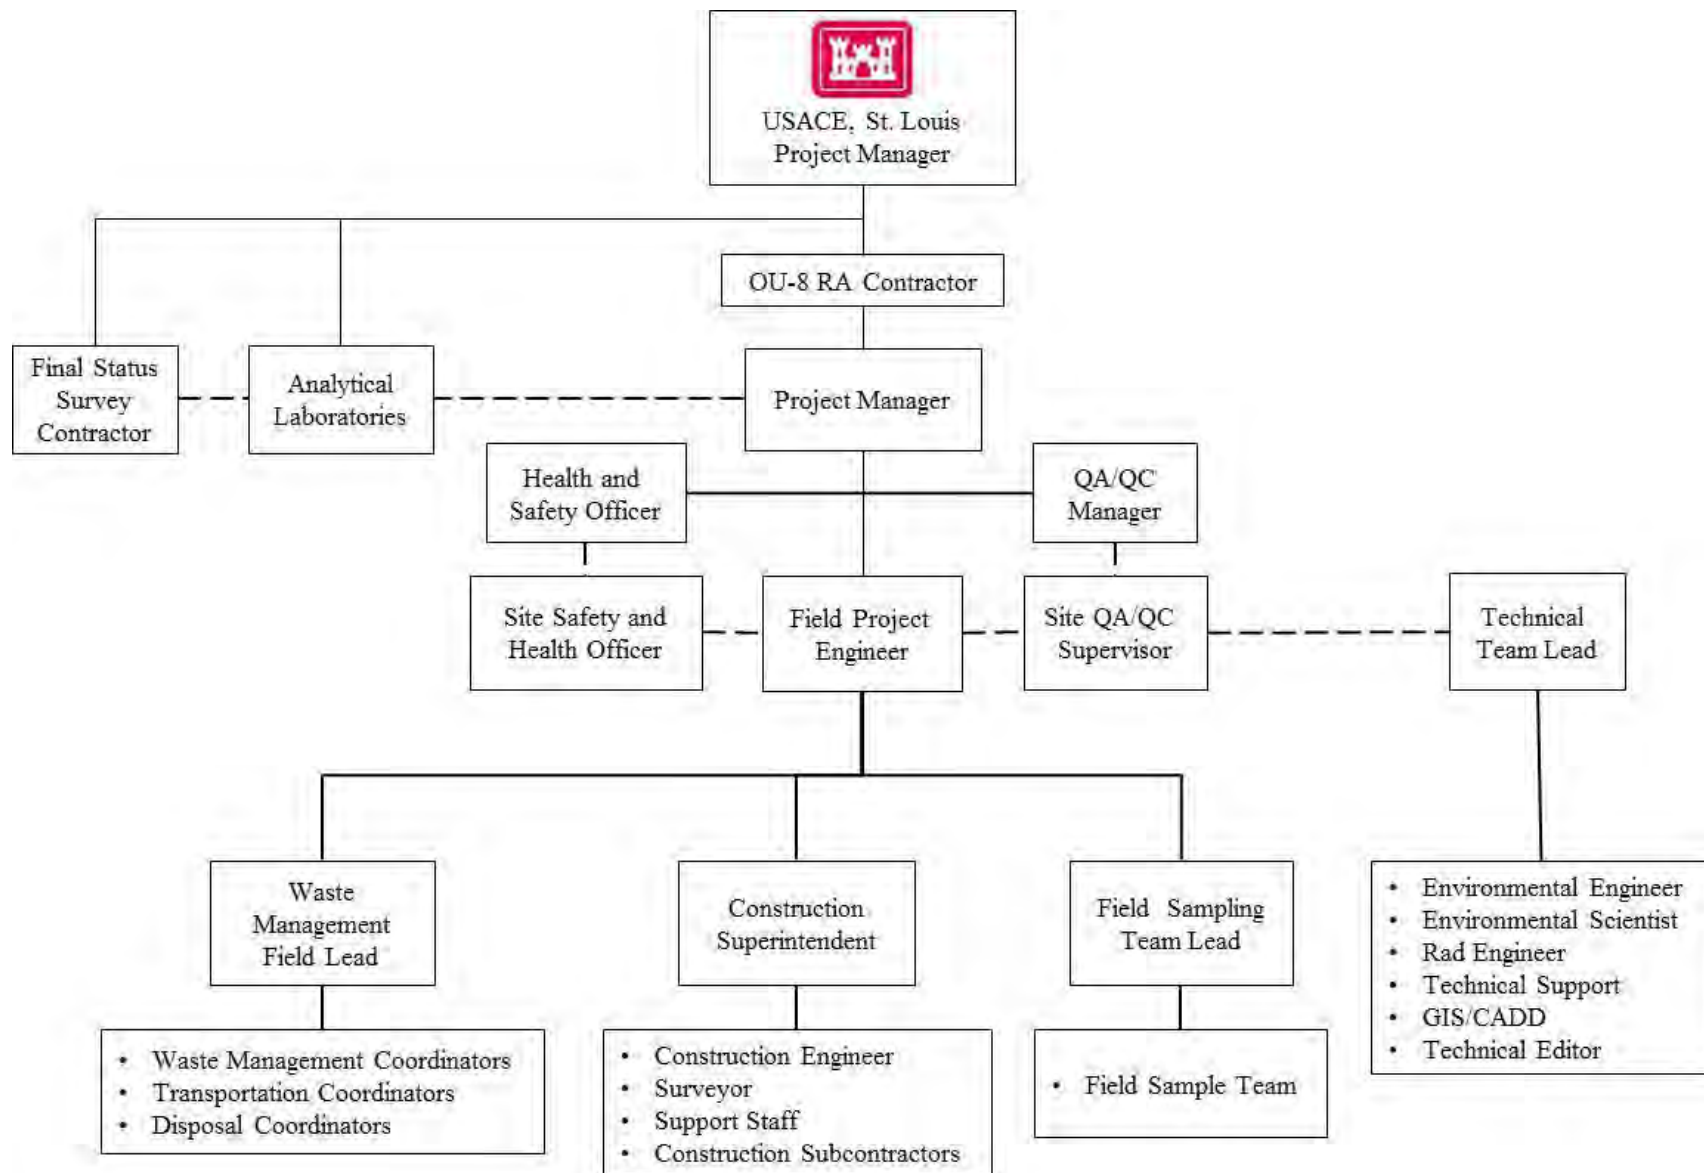 USACE, St. Louis
Project Manager
OU-8 RA Contractor
Final Status
Survey
Contractor
Analytical
Laboratories
Project Manager
Health and
Safety Officer
QA/QC
Manager
Site Safety and
Health Officer
Field Project
Engineer
Site QA/QC
Supervisor
Technical
Team Lead
Waste
Management
Field Lead
Construction
Superintendent
Field Sampling
Team Lead
• Environmental Engineer
• Environmental Scientist
• Rad Engineer
• Technical Support
• GIS/CADD
• Technical Editor
• Waste Management Coordinators
• Transportation Coordinators
• Disposal Coordinators
• Construction Engineer
• Surveyor
• Support Staff
• Construction Subcontractors
• Field Sample Team